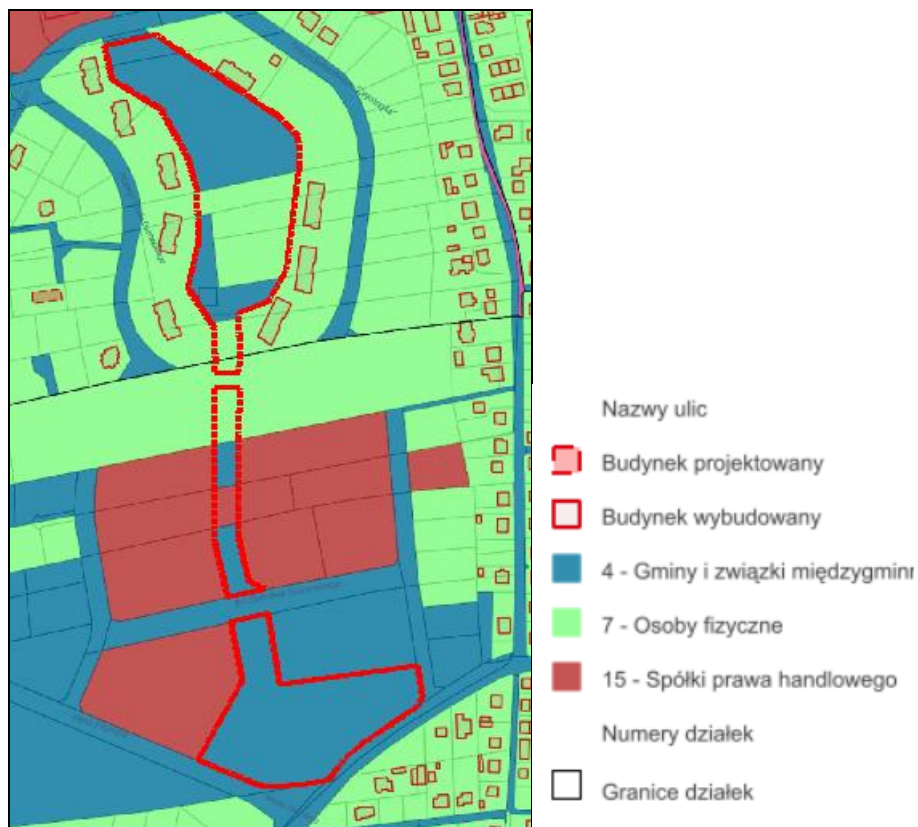 Nazwy ulic
Budynek projektowany
Budynek wybudowany
4 - Gminy i związki międzygminn
7 - Osoby fizyczne
15 - Spółki prawa handlowego
Numery działek
Granice działek